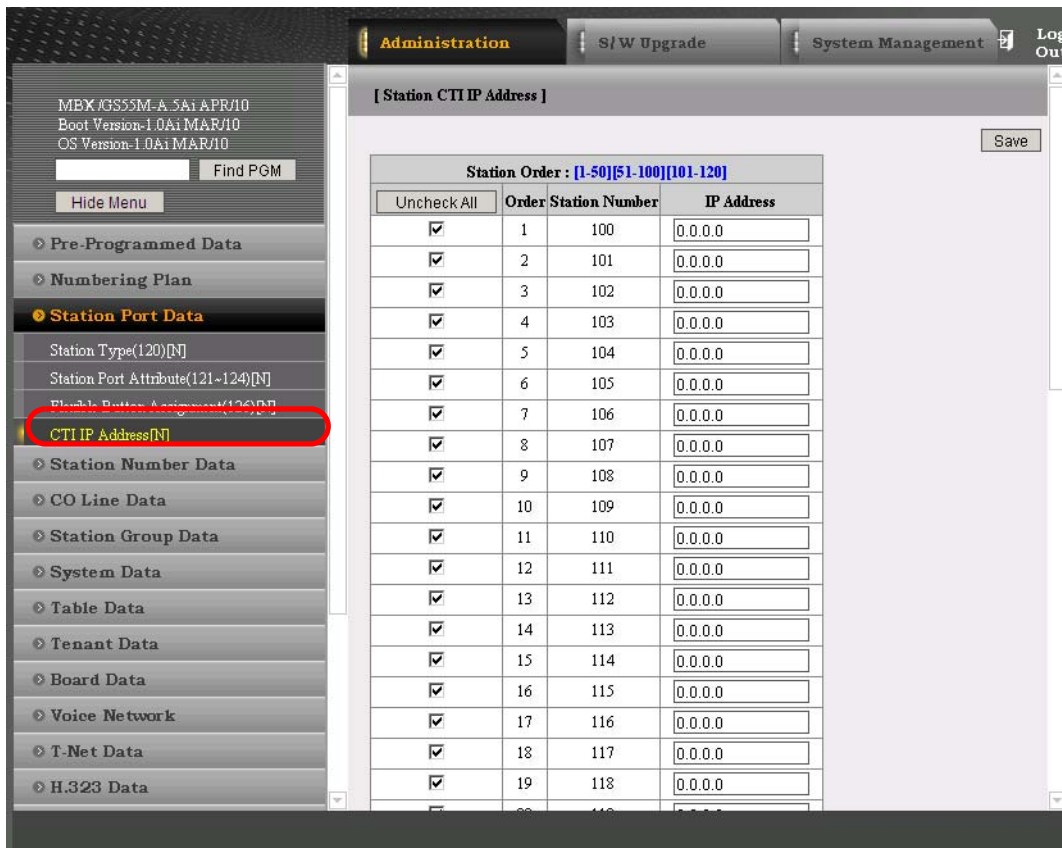 Administration
S/W Upgrade
System Management
Log
Out
MBX /GS55M-A.5Ai APR/10
Boot Version-1.0Ai MAR/10
OS Version-1.0Ai MAR/10
Find PGM
Hide Menu
Pre-Programmed Data
Numbering Plan
Station Port Data
Station Type(120)[N]
Station Port Attribute(121~124)[N]
Flexible Button Assignment(126)[N]
CTI IP Address[N]
Station Number Data
CO Line Data
Station Group Data
System Data
Table Data
Tenant Data
Board Data
Voice Network
T-Net Data
H.323 Data
[ Station CTI IP Address ]
Save
Station Order : [1-50][51-100][101-120]
Uncheck All Order Station Number IP Address
1 100 0.0.0.0
2 101 0.0.0.0
3 102 0.0.0.0
4 103 0.0.0.0
5 104 0.0.0.0
6 105 0.0.0.0
7 106 0.0.0.0
8 107 0.0.0.0
9 108 0.0.0.0
10 109 0.0.0.0
11 110 0.0.0.0
12 111 0.0.0.0
13 112 0.0.0.0
14 113 0.0.0.0
15 114 0.0.0.0
16 115 0.0.0.0
17 116 0.0.0.0
18 117 0.0.0.0
19 118 0.0.0.0